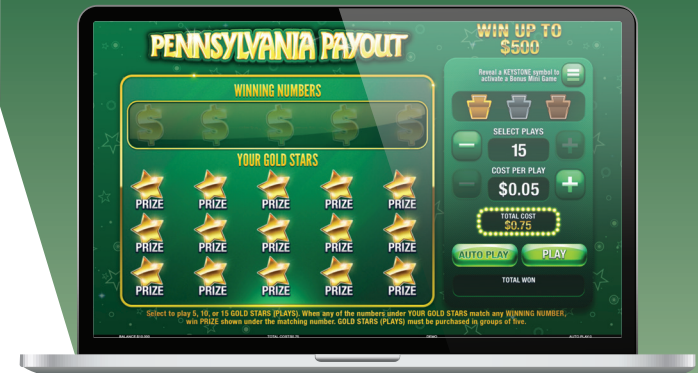 PENNSYLVANIA PAYOUT
WIN UP TO
$500
Reveal a KEYSTONE symbol to
activate a Bonus Mini Game
WINNING NUMBERS
$ $ $ $ $
SELECT PLAYS
15
YOUR GOLD STARS
COST PER PLAY
$0.05
PRIZE PRIZE PRIZE PRIZE PRIZE
TOTAL COST
$0.75
PRIZE PRIZE PRIZE PRIZE PRIZE
AUTO PLAY PLAY
TOTAL WON
PRIZE PRIZE PRIZE PRIZE PRIZE
Select to play 5, 10, or 15 GOLD STARS (PLAYS). When any of the numbers under YOUR GOLD STARS match any WINNING NUMBER,
win PRIZE shown under the matching number. GOLD STARS (PLAYS) must be purchased in groups of five.